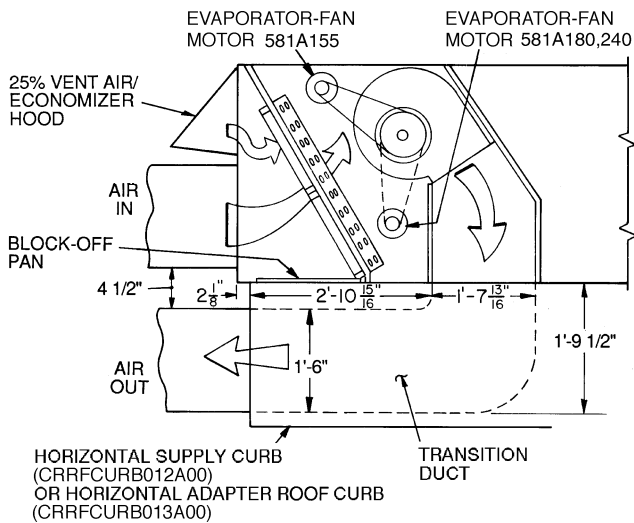 EVAPORATOR-FAN
MOTOR 581A155
EVAPORATOR-FAN
MOTOR 581A180,240
25% VENT AIR/
ECONOMIZER
HOOD
AIR
IN
BLOCK-OFF
PAN
4 1/2"
2 1/8"
2'-10 15/16"
1'-7 13/16"
1'-9 1/2"
1'-6"
AIR
OUT
HORIZONTAL SUPPLY CURB
(CRRFCURB012A00)
OR HORIZONTAL ADAPTER ROOF CURB
(CRRFCURB013A00)
TRANSITION
DUCT